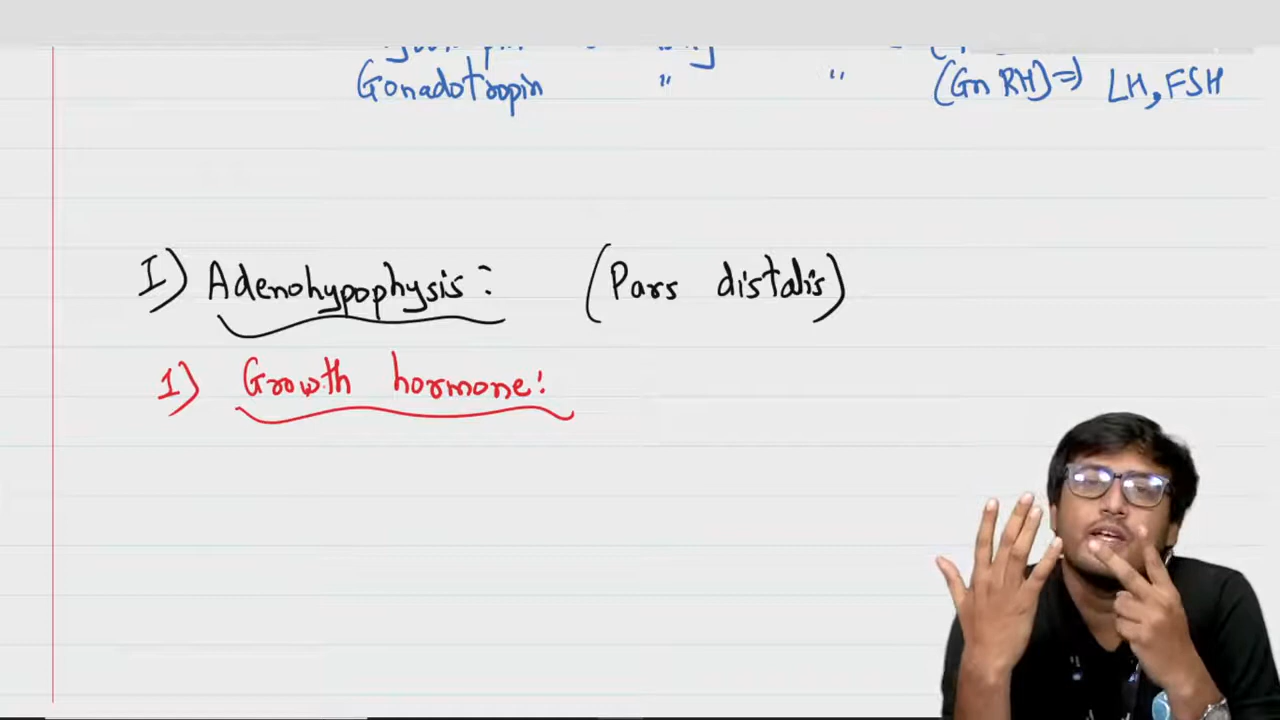 Gonadotropin " " (Gn RH) => LH, FSH
I) Adenohypophysis: (Pars distalis)
1) Growth hormone: